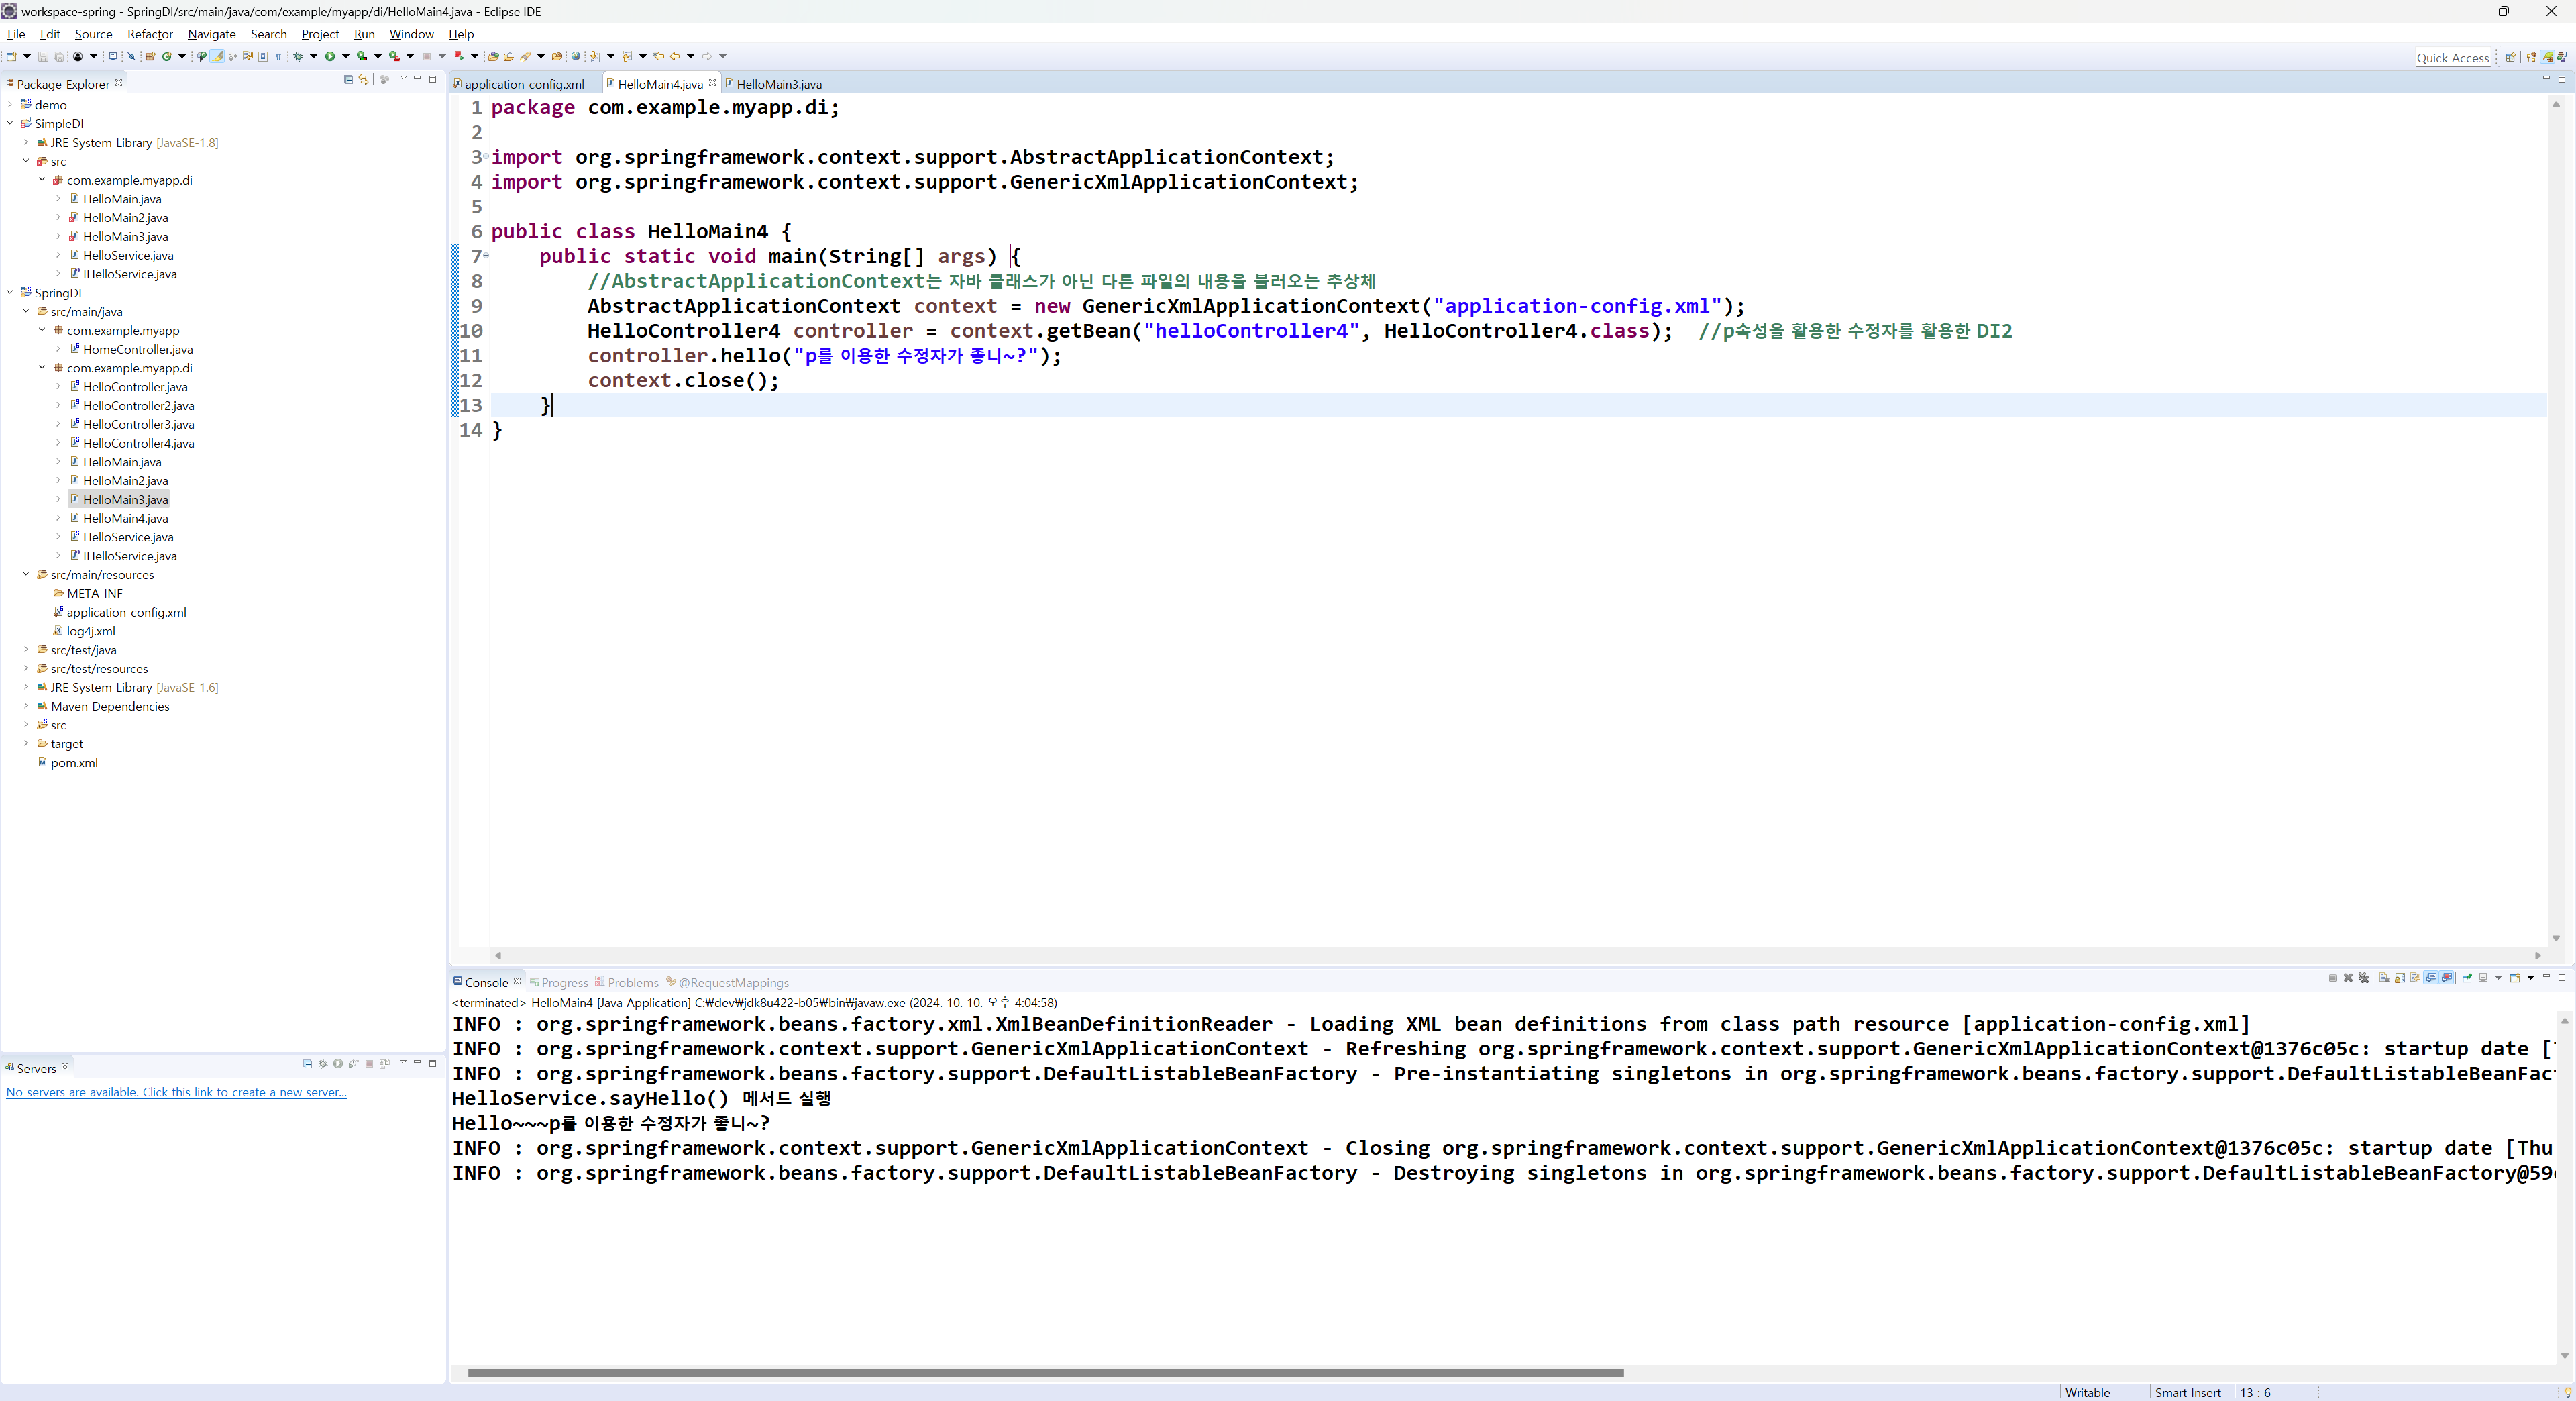 workspace-spring - SpringDI/src/main/java/com/example/myapp/di/HelloMain4.java - Eclipse IDE
File Edit Source Refactor Navigate Search Project Run Window Help
Quick Access
Package Explorer
demo
SimpleDI
JRE System Library [JavaSE-1.8]
src
com.example.myapp.di
HelloMain.java
HelloMain2.java
HelloMain3.java
HelloService.java
IHelloService.java
SpringDI
src/main/java
com.example.myapp
HomeController.java
com.example.myapp.di
HelloController.java
HelloController2.java
HelloController3.java
HelloController4.java
HelloMain.java
HelloMain2.java
HelloMain3.java
HelloMain4.java
HelloService.java
IHelloService.java
src/main/resources
META-INF
application-config.xml
log4j.xml
src/test/java
src/test/resources
JRE System Library [JavaSE-1.6]
Maven Dependencies
src
target
pom.xml
Servers
No servers are available. Click this link to create a new server...
application-config.xml HelloMain4.java HelloMain3.java
1 package com.example.myapp.di;
2
3 import org.springframework.context.support.AbstractApplicationContext;
4 import org.springframework.context.support.GenericXmlApplicationContext;
5
6 public class HelloMain4 {
7 public static void main(String[] args) {
8 //AbstractApplicationContext는 자바 클래스가 아닌 다른 파일의 내용을 불러오는 추상체
9 AbstractApplicationContext context = new GenericXmlApplicationContext("application-config.xml");
10 HelloController4 controller = context.getBean("helloController4", HelloController4.class); //p속성을 활용한 수정자를 활용한 DI2
11 controller.hello("p를 이용한 수정자가 좋니~?");
12 context.close();
13 }
14 }
Console Progress Problems @RequestMappings
<terminated> HelloMain4 [Java Application] C:₩dev₩jdk8u422-b05₩bin₩javaw.exe (2024. 10. 10. 오후 4:04:58)
INFO : org.springframework.beans.factory.xml.XmlBeanDefinitionReader - Loading XML bean definitions from class path resource [application-config.xml]
INFO : org.springframework.context.support.GenericXmlApplicationContext - Refreshing org.springframework.context.support.GenericXmlApplicationContext@1376c05c: startup date [
INFO : org.springframework.beans.factory.support.DefaultListableBeanFactory - Pre-instantiating singletons in org.springframework.beans.factory.support.DefaultListableBeanFac
HelloService.sayHello() 메서드 실행
Hello~~~p를 이용한 수정자가 좋니~?
INFO : org.springframework.context.support.GenericXmlApplicationContext - Closing org.springframework.context.support.GenericXmlApplicationContext@1376c05c: startup date [Thu
INFO : org.springframework.beans.factory.support.DefaultListableBeanFactory - Destroying singletons in org.springframework.beans.factory.support.DefaultListableBeanFactory@59
Writable Smart Insert 13 : 6